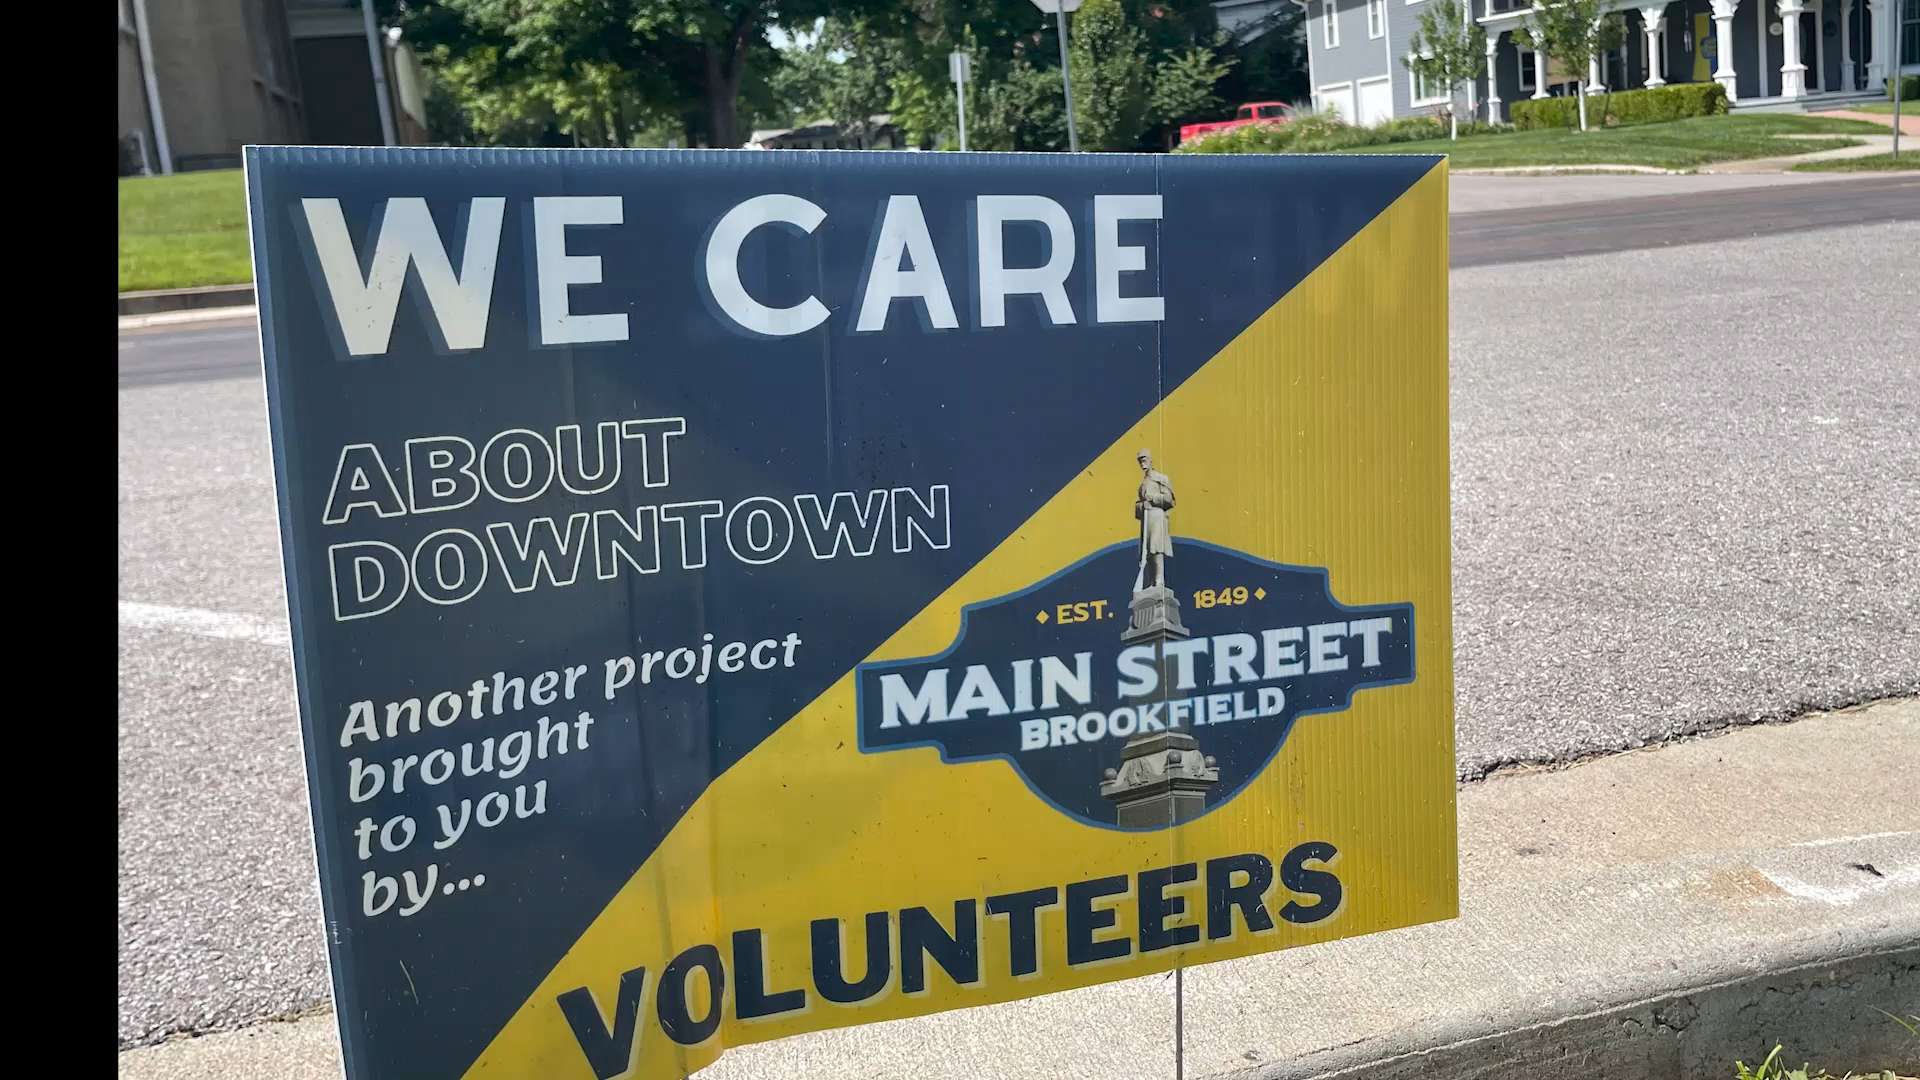 WE CARE
ABOUT
DOWNTOWN
Another project
brought
to you
by...
EST. 1849
MAIN STREET
BROOKFIELD
VOLUNTEERS